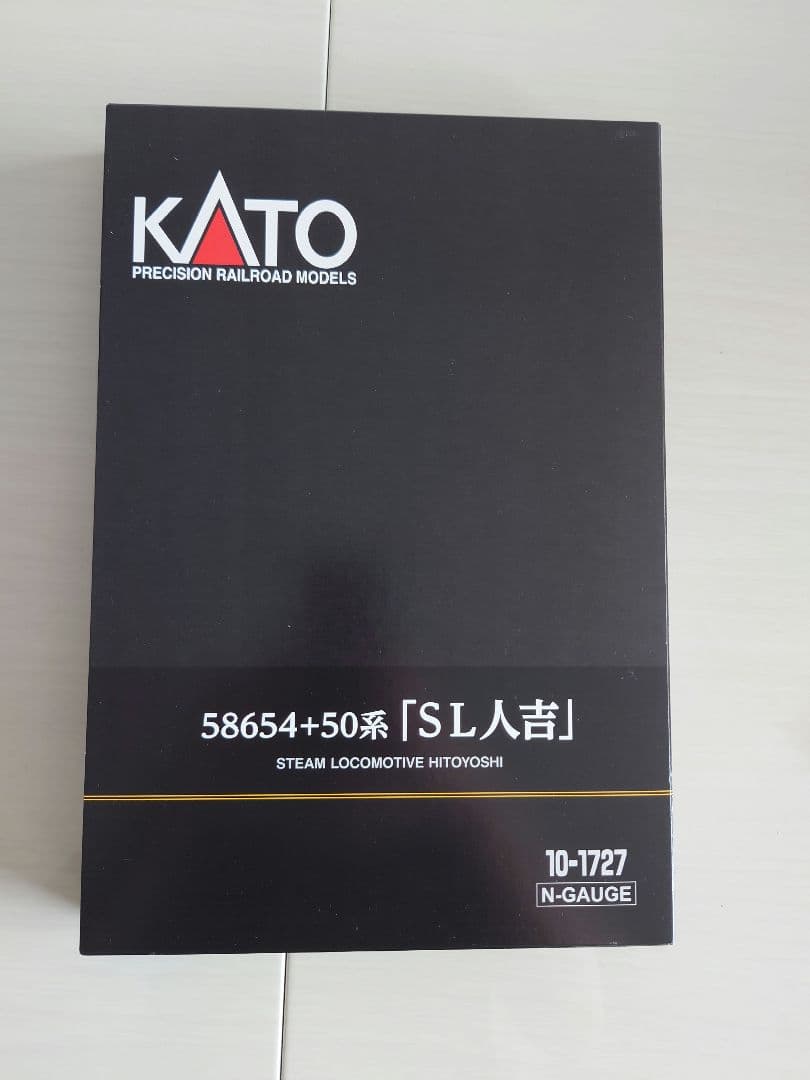 KATO
PRECISION RAILROAD MODELS
58654+50系「ＳＬ人吉」
STEAM LOCOMOTIVE HITOYOSHI
10-1727
N-GAUGE